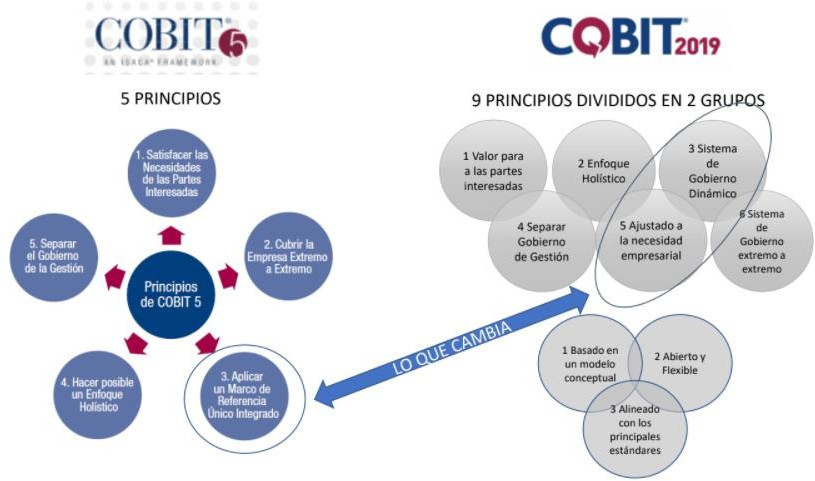 COBIT 5
AN ISACA® FRAMEWORK
5 PRINCIPIOS
1. Satisfacer las
Necesidades
de las Partes
Interesadas
5. Separar
el Gobierno
de la Gestión
2. Cubrir la
Empresa Extremo
a Extremo
Principios
de COBIT 5
4. Hacer posible
un Enfoque
Holístico
3. Aplicar
un Marco de
Referencia
Único Integrado
LO QUE CAMBIA
COBIT 2019
9 PRINCIPIOS DIVIDIDOS EN 2 GRUPOS
1 Valor para
a las partes
interesadas
2 Enfoque
Holístico
3 Sistema
de
Gobierno
Dinámico
4 Separar
Gobierno
de Gestión
5 Ajustado a
la necesidad
empresarial
6 Sistema
de
Gobierno
extremo a
extremo
1 Basado en
un modelo
conceptual
2 Abierto y
Flexible
3 Alineado
con los
principales
estándares